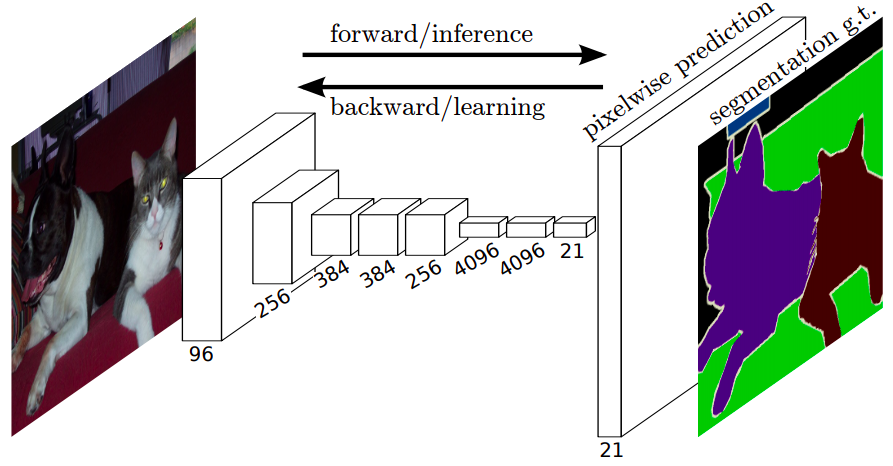 forward/inference
backward/learning
pixelwise prediction
segmentation g.t.
96
256
384
384
256
4096
4096
21
21